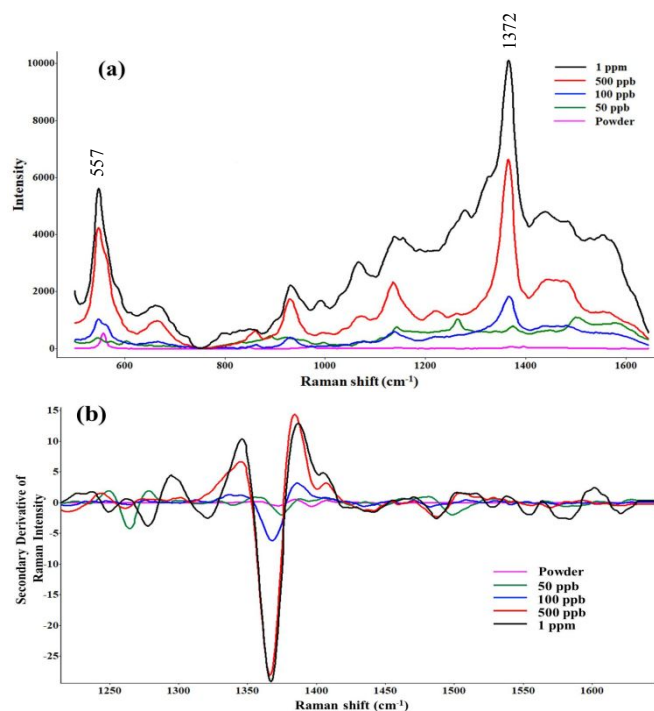 1372
(a)
1 ppm
500 ppb
100 ppb
50 ppb
Powder
557
Intensity
10000
8000
6000
4000
2000
0
600
800
1000
1200
1400
1600
Raman shift (cm-1)
(b)
15
10
5
0
-5
-10
-15
-20
-25
Secondary Derivative of
Raman Intensity
Powder
50 ppb
100 ppb
500 ppb
1 ppm
1250
1300
1350
1400
1450
1500
1550
1600
Raman shift (cm-1)